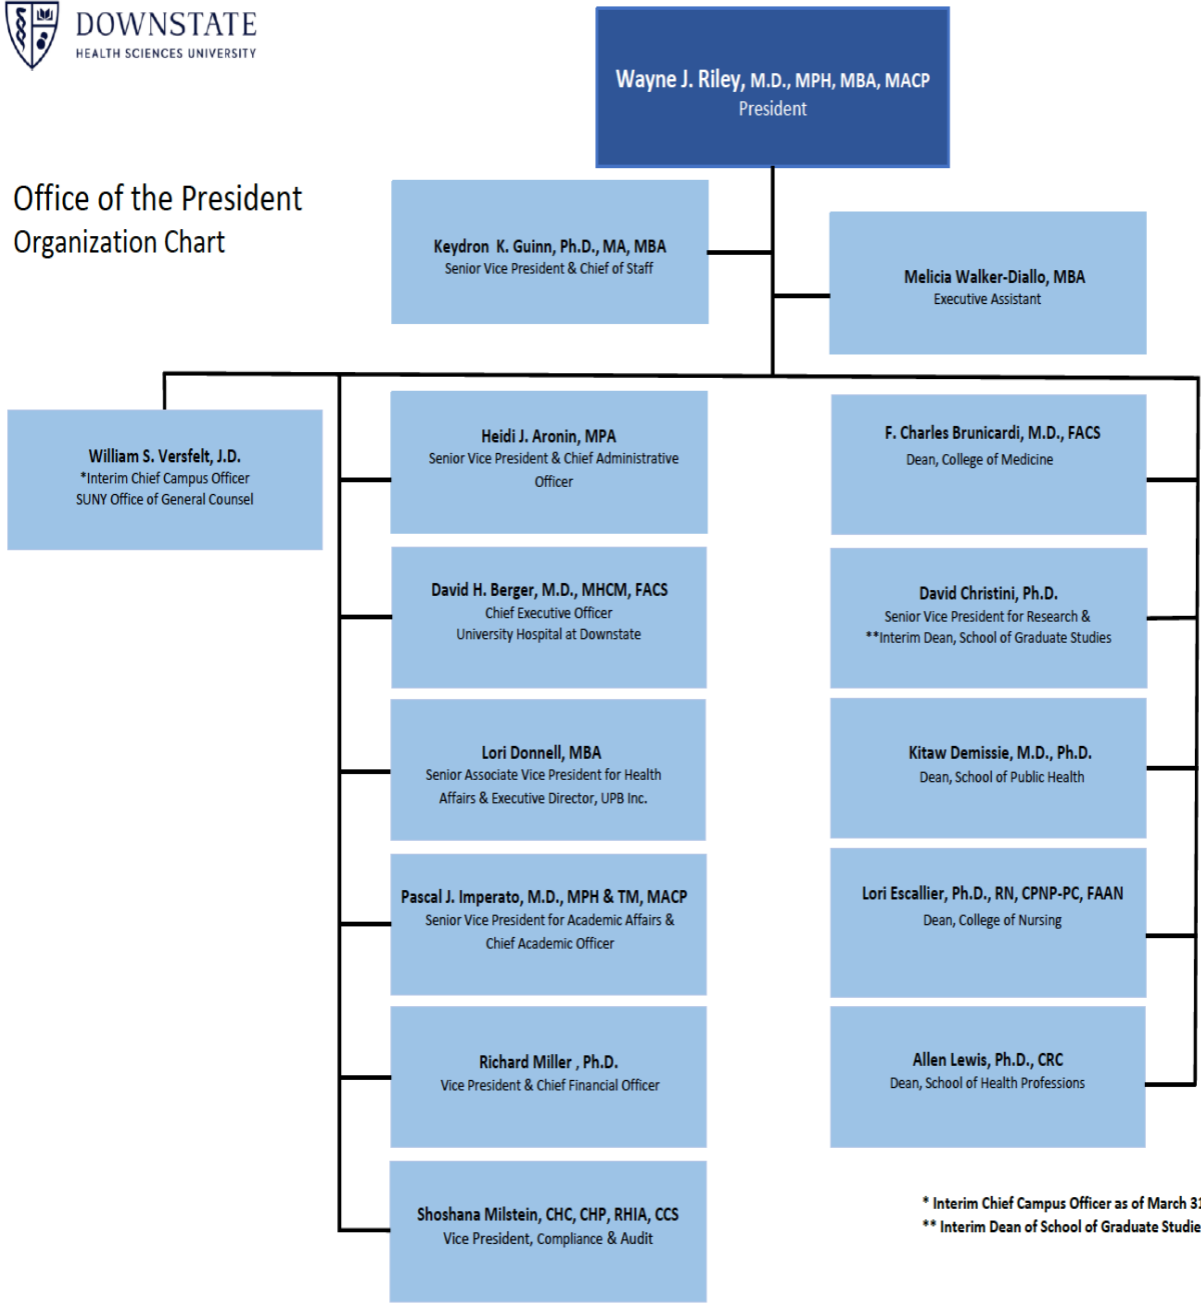 DOWNSTATE
HEALTH SCIENCES UNIVERSITY
Wayne J. Riley, M.D., MPH, MBA, MACP
President
Office of the President
Organization Chart
Keydron K. Guinn, Ph.D., MA, MBA
Senior Vice President & Chief of Staff
Melicia Walker-Diallo, MBA
Executive Assistant
William S. Versfelt, J.D.
*Interim Chief Campus Officer
SUNY Office of General Counsel
Heidi J. Aronin, MPA
Senior Vice President & Chief Administrative
Officer
David H. Berger, M.D., MHCM, FACS
Chief Executive Officer
University Hospital at Downstate
Lori Donnell, MBA
Senior Associate Vice President for Health
Affairs & Executive Director, UPB Inc.
Pascal J. Imperato, M.D., MPH & TM, MACP
Senior Vice President for Academic Affairs &
Chief Academic Officer
Richard Miller , Ph.D.
Vice President & Chief Financial Officer
Shoshana Milstein, CHC, CHP, RHIA, CCS
Vice President, Compliance & Audit
F. Charles Brunicardi, M.D., FACS
Dean, College of Medicine
David Christini, Ph.D.
Senior Vice President for Research &
**Interim Dean, School of Graduate Studies
Kitaw Demissie, M.D., Ph.D.
Dean, School of Public Health
Lori Escallier, Ph.D., RN, CPNP-PC, FAAN
Dean, College of Nursing
Allen Lewis, Ph.D., CRC
Dean, School of Health Professions
* Interim Chief Campus Officer as of March 31
** Interim Dean of School of Graduate Studie